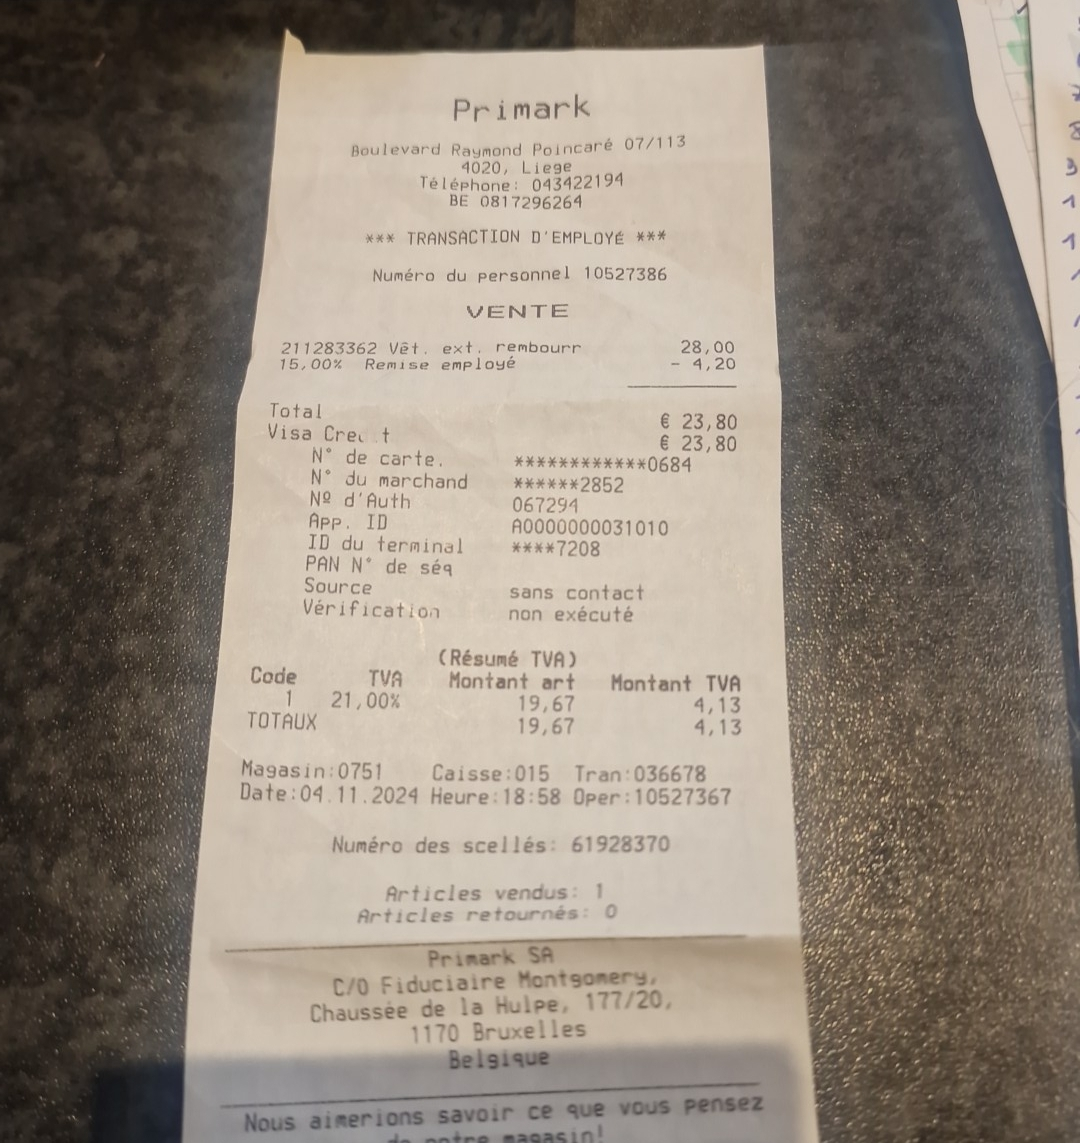 Primark
Boulevard Raymond Poincaré 07/113
4020, Liege
Téléphone: 043422194
BE 0817296264
*** TRANSACTION D'EMPLOYÉ ***
Numéro du personnel 10527386
VENTE
211283362 Vêt. ext. rembourr 28,00
15,00% Remise employé - 4,20
Total € 23,80
Visa € 23,80
N° de carte. ************0684
N° du marchand ******2852
Nº d'Auth 067294
App. ID A0000000031010
ID du terminal ****7208
PAN N° de séq
Source sans contact
Vérification non exécuté
(Résumé TVA)
Code TVA Montant art Montant TVA
1 21,00% 19,67 4,13
TOTAUX 19,67 4,13
Magasin:0751 Caisse:015 Tran:036678
Date:04.11.2024 Heure:18:58 Oper:10527367
Numéro des scellés: 61928370
Articles vendus: 1
Articles retournés: 0
Primark SA
C/O Fiduciaire Montgomery,
Chaussée de la Hulpe, 177/20,
1170 Bruxelles
Belgique
Nous aimerions savoir ce que vous pensez
de notre magasin!